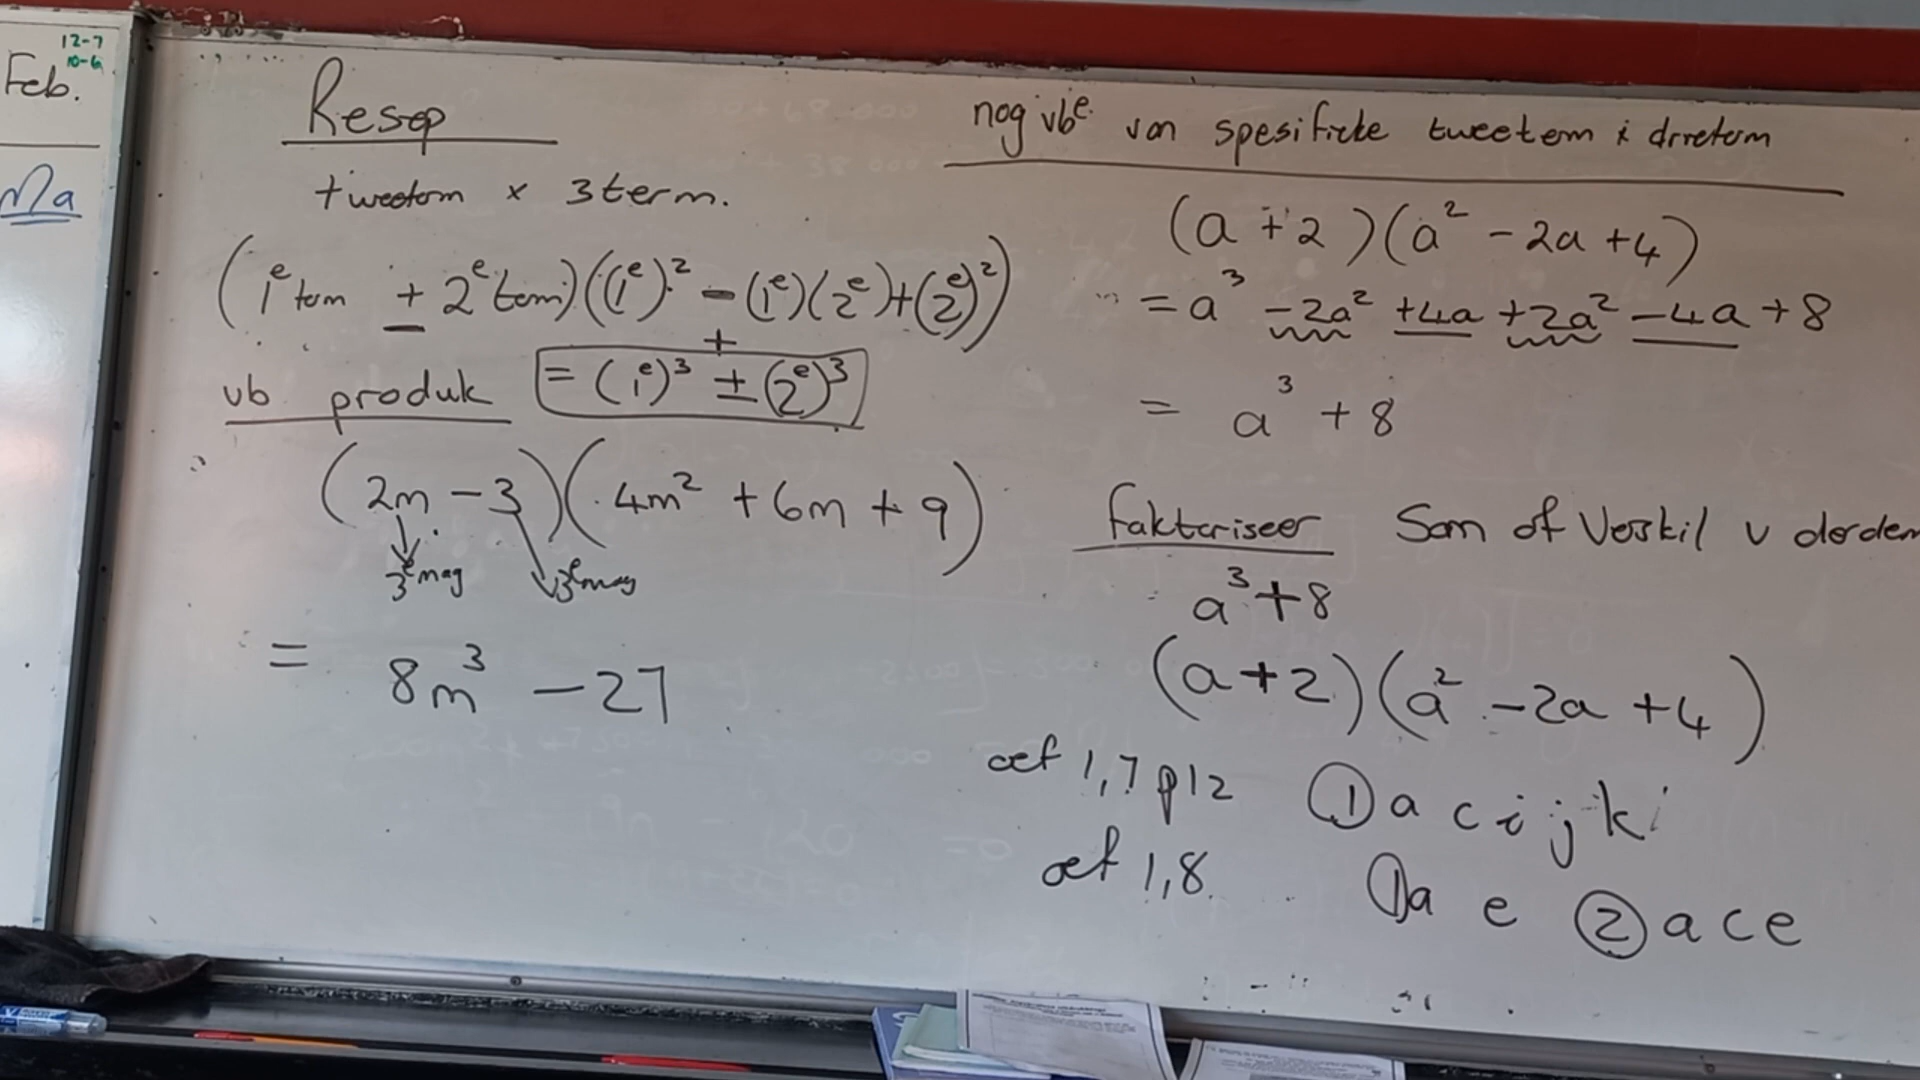 12-7
10-6
Feb.
Ma
Resep
tweeterm x 3term.
(1ᵉ term ± 2ᵉ term)((1ᵉ)² - (1ᵉ)(2ᵉ)+(2ᵉ)²)
+
= (1ᵉ)³ ± (2ᵉ)³
vb produk
(2m - 3)(4m² + 6m + 9)
3ᵉ mag 3ᵉ mag
= 8m³ - 27
nog vbᵉ van spesifieke tweeterm & drieterm
(a + 2)(a² - 2a + 4)
= a³ - 2a² + 4a + 2a² - 4a + 8
= a³ + 8
faktoriseer Som of Verskil v derdem
a³ + 8
(a + 2)(a² - 2a + 4)
oef 1,7 p12 ① a c i j k
oef 1,8 ① a e ② a c e